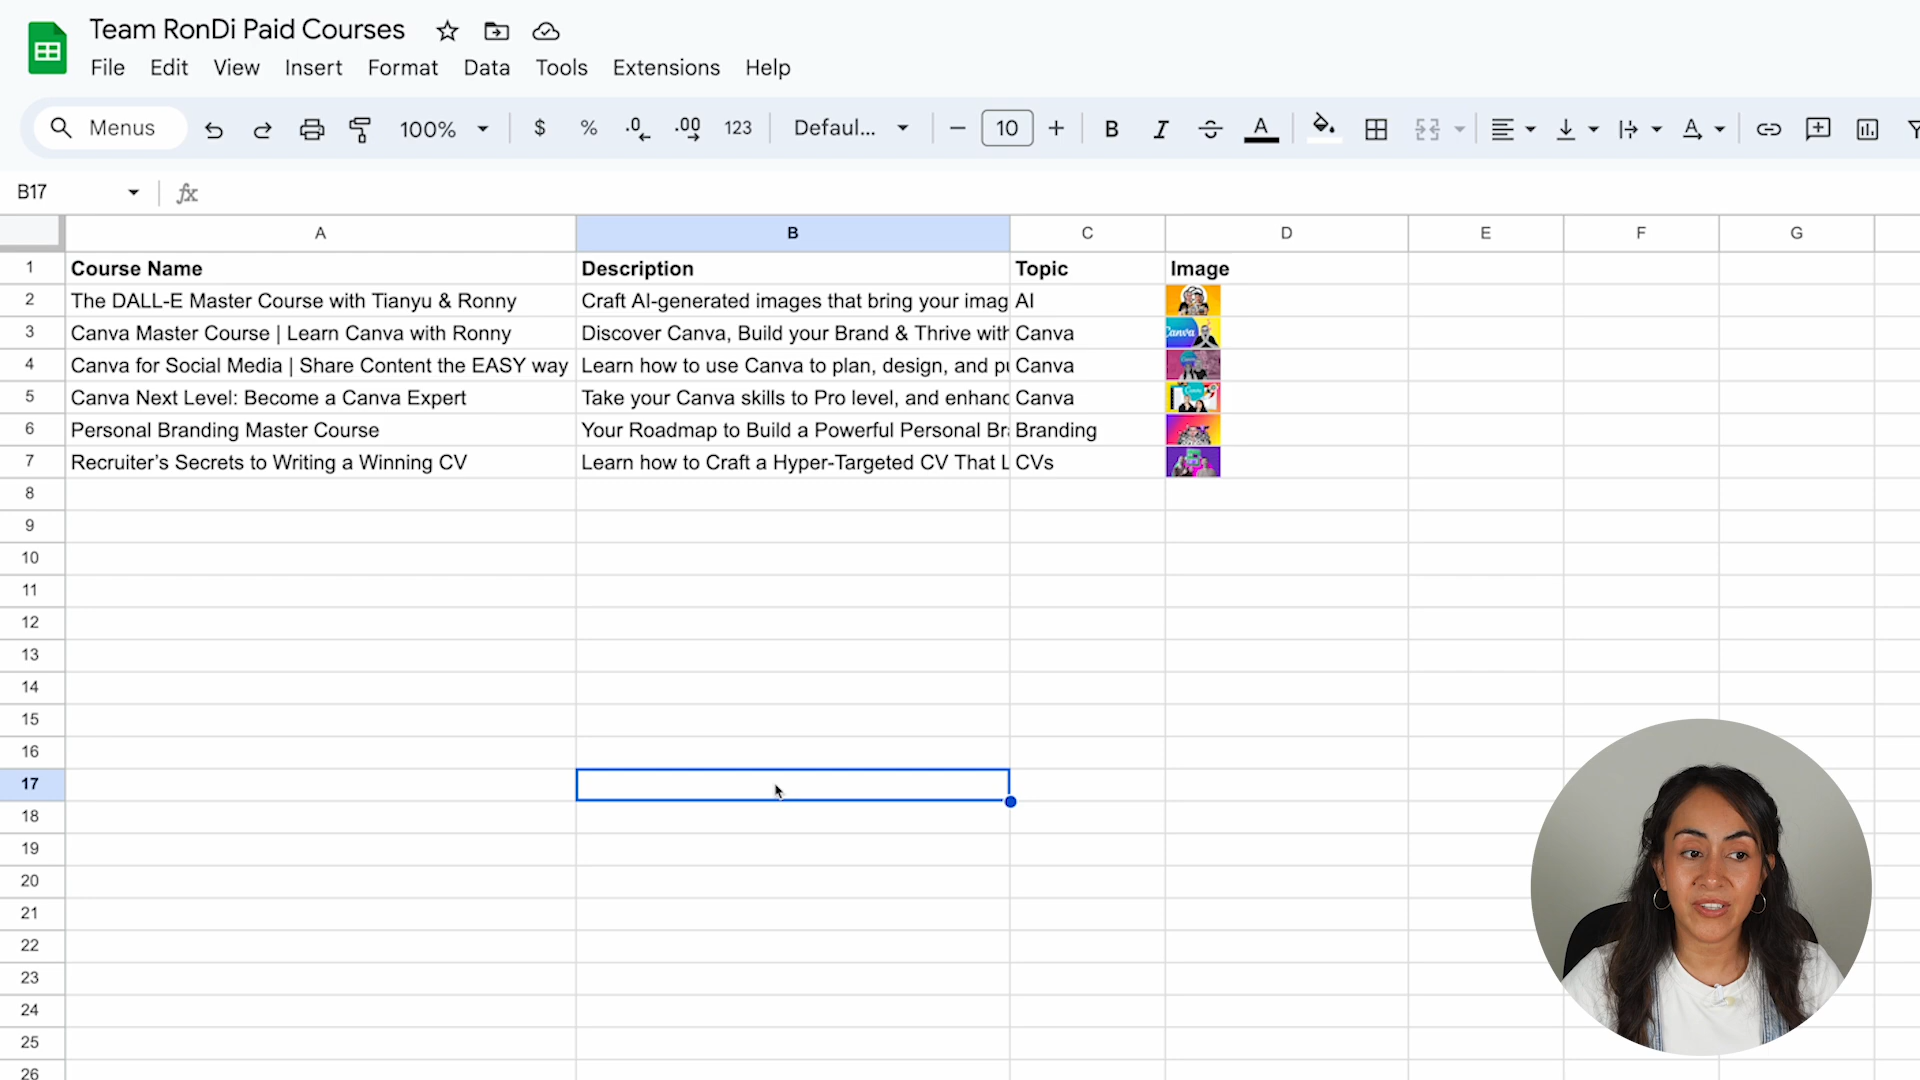 Team RonDi Paid Courses
File Edit View Insert Format Data Tools Extensions Help
Menus 100% $ % .0 .00 123 Defaul... 10 B I S A A
B17 fx
A B C D E F G
1 Course Name Description Topic Image
2 The DALL-E Master Course with Tianyu & Ronny Craft AI-generated images that bring your imag AI
3 Canva Master Course | Learn Canva with Ronny Discover Canva, Build your Brand & Thrive with Canva
4 Canva for Social Media | Share Content the EASY way Learn how to use Canva to plan, design, and pu Canva
5 Canva Next Level: Become a Canva Expert Take your Canva skills to Pro level, and enhanc Canva
6 Personal Branding Master Course Your Roadmap to Build a Powerful Personal Bra Branding
7 Recruiter’s Secrets to Writing a Winning CV Learn how to Craft a Hyper-Targeted CV That L CVs
8
9
10
11
12
13
14
15
16
17
18
19
20
21
22
23
24
25
26